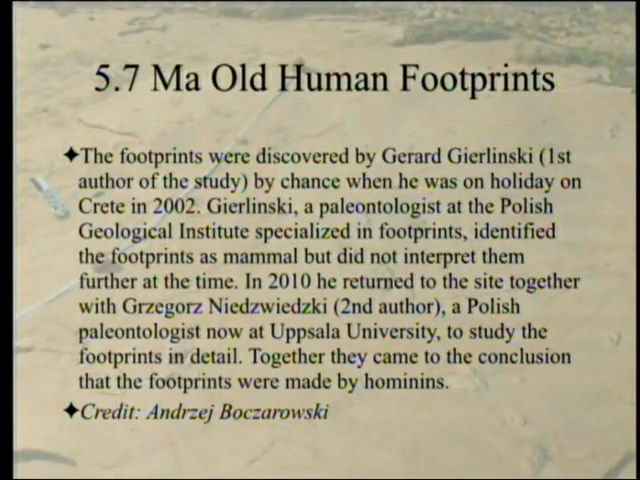 5.7 Ma Old Human Footprints
✦The footprints were discovered by Gerard Gierlinski (1st
author of the study) by chance when he was on holiday on
Crete in 2002. Gierlinski, a paleontologist at the Polish
Geological Institute specialized in footprints, identified
the footprints as mammal but did not interpret them
further at the time. In 2010 he returned to the site together
with Grzegorz Niedzwiedzki (2nd author), a Polish
paleontologist now at Uppsala University, to study the
footprints in detail. Together they came to the conclusion
that the footprints were made by hominins.
✦Credit: Andrzej Boczarowski